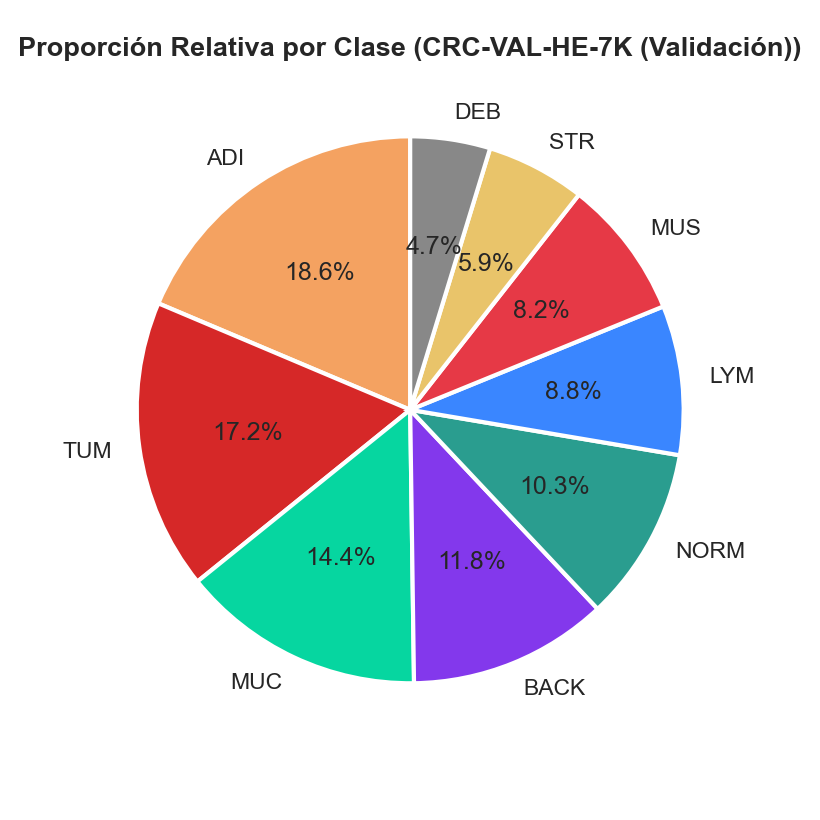 Proporción Relativa por Clase (CRC-VAL-HE-7K (Validación))
DEB
STR
ADI
MUS
4.7%
5.9%
18.6%
8.2%
LYM
8.8%
17.2%
TUM
10.3%
NORM
14.4%
11.8%
MUC
BACK